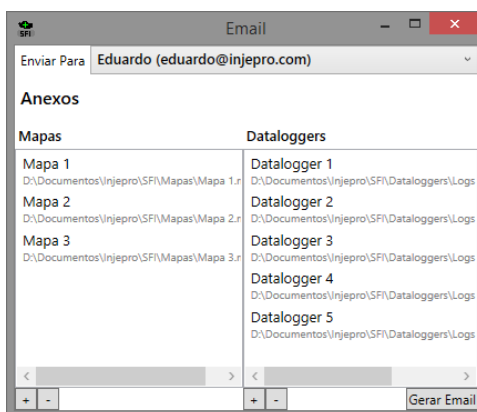 SFI
Email
Enviar Para Eduardo (eduardo@injepro.com)
Anexos
Mapas
Mapa 1
D:\Documentos\Injepro\SFI\Mapas\Mapa 1.r
Mapa 2
D:\Documentos\Injepro\SFI\Mapas\Mapa 2.r
Mapa 3
D:\Documentos\Injepro\SFI\Mapas\Mapa 3.r
+ -
Dataloggers
Datalogger 1
D:\Documentos\Injepro\SFI\Dataloggers\Logs
Datalogger 2
D:\Documentos\Injepro\SFI\Dataloggers\Logs
Datalogger 3
D:\Documentos\Injepro\SFI\Dataloggers\Logs
Datalogger 4
D:\Documentos\Injepro\SFI\Dataloggers\Logs
Datalogger 5
D:\Documentos\Injepro\SFI\Dataloggers\Logs
+ -
Gerar Email